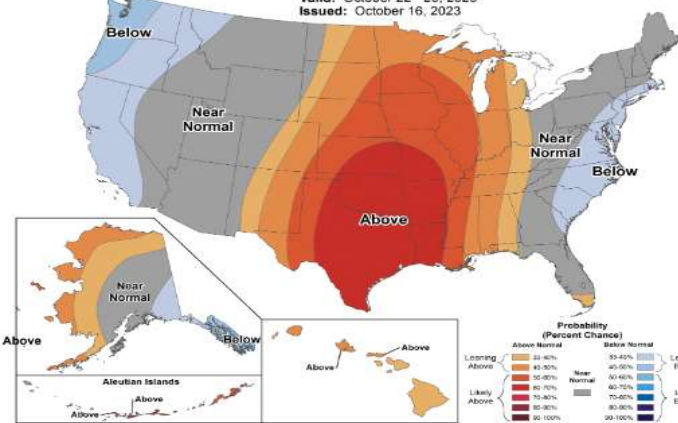 Issued: October 16, 2023
Below
Near
Normal
Above
Near
Normal
Below
Near
Normal
Above
Below
Aleutian Islands
Above
Above
Above
Above
Probability
(Percent Chance)
Above Normal
Below Normal
Leaning
Above
33-40%
40-50%
50-60%
60-70%
70-80%
80-90%
90-100%
Likely
Above
Near
Normal
33-40%
40-50%
50-60%
60-70%
70-80%
80-90%
90-100%